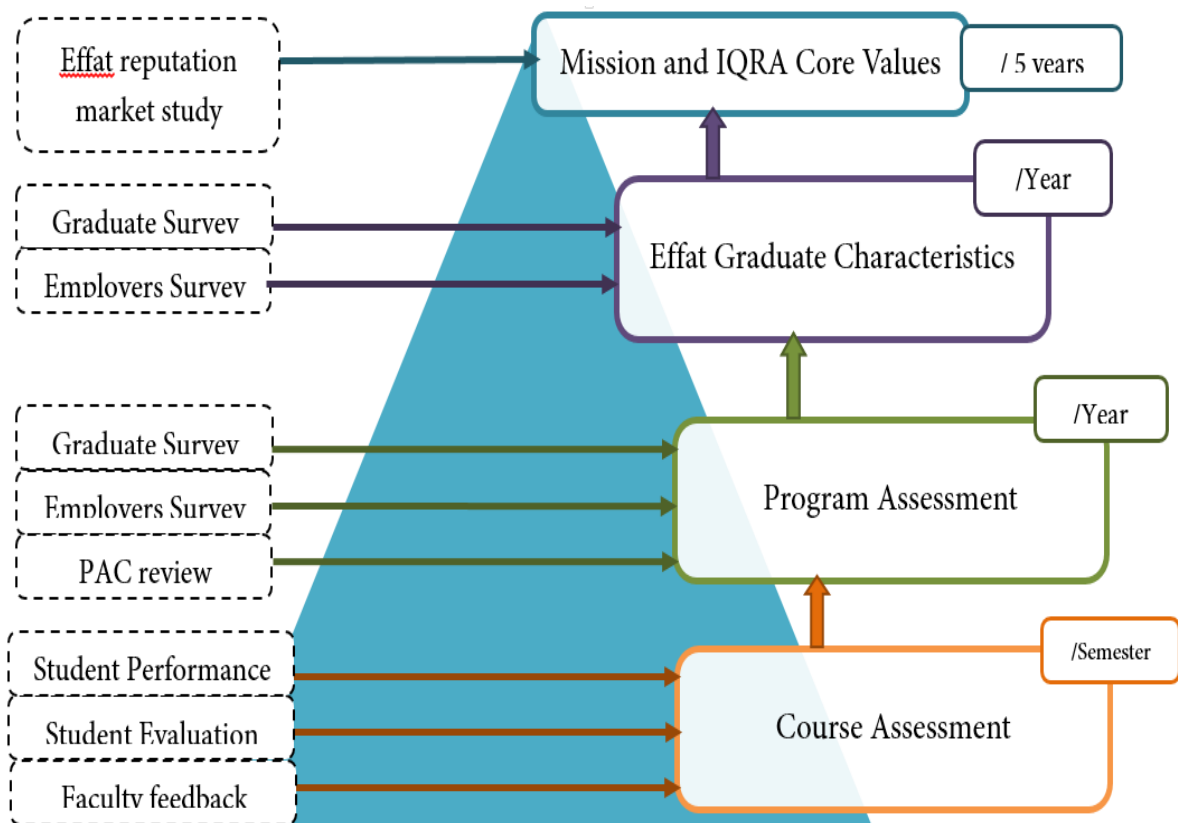 Effat reputation
market study
Mission and IQRA Core Values
/ 5 years
Graduate Survey
Employers Survey
/Year
Effat Graduate Characteristics
Graduate Survey
Employers Survey
PAC review
/Year
Program Assessment
Student Performance
Student Evaluation
Faculty feedback
/Semester
Course Assessment